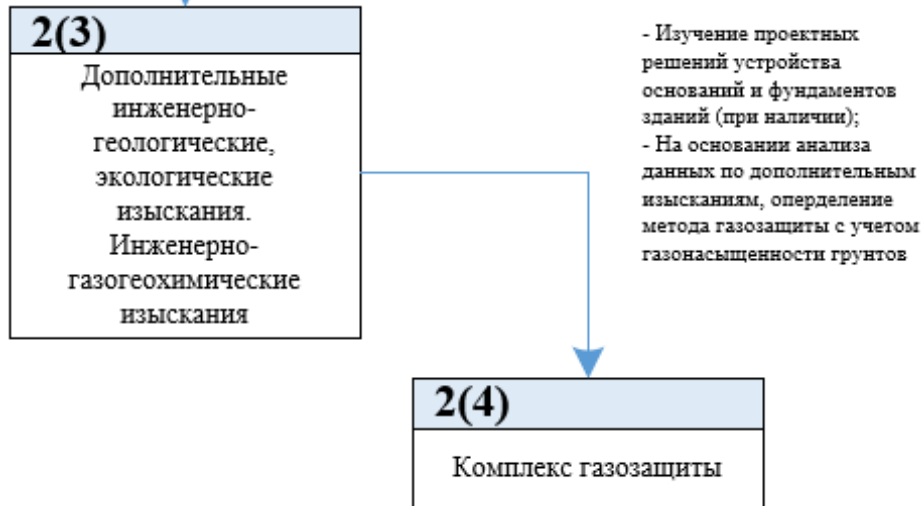 2(3)
Дополнительные
инженерно-
геологические,
экологические
изыскания.
Инженерно-
газогеохимические
изыскания
- Изучение проектных
решений устройства
оснований и фундаментов
зданий (при наличии);
- На основании анализа
данных по дополнительным
изысканиям, оперделение
метода газозащиты с учетом
газонасыщенности грунтов
2(4)
Комплекс газозащиты